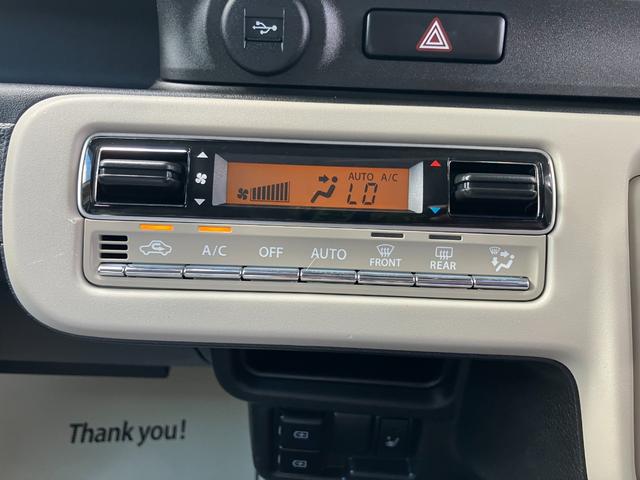 AUTO A/C
LO
A/C OFF AUTO FRONT REAR
Thank you!